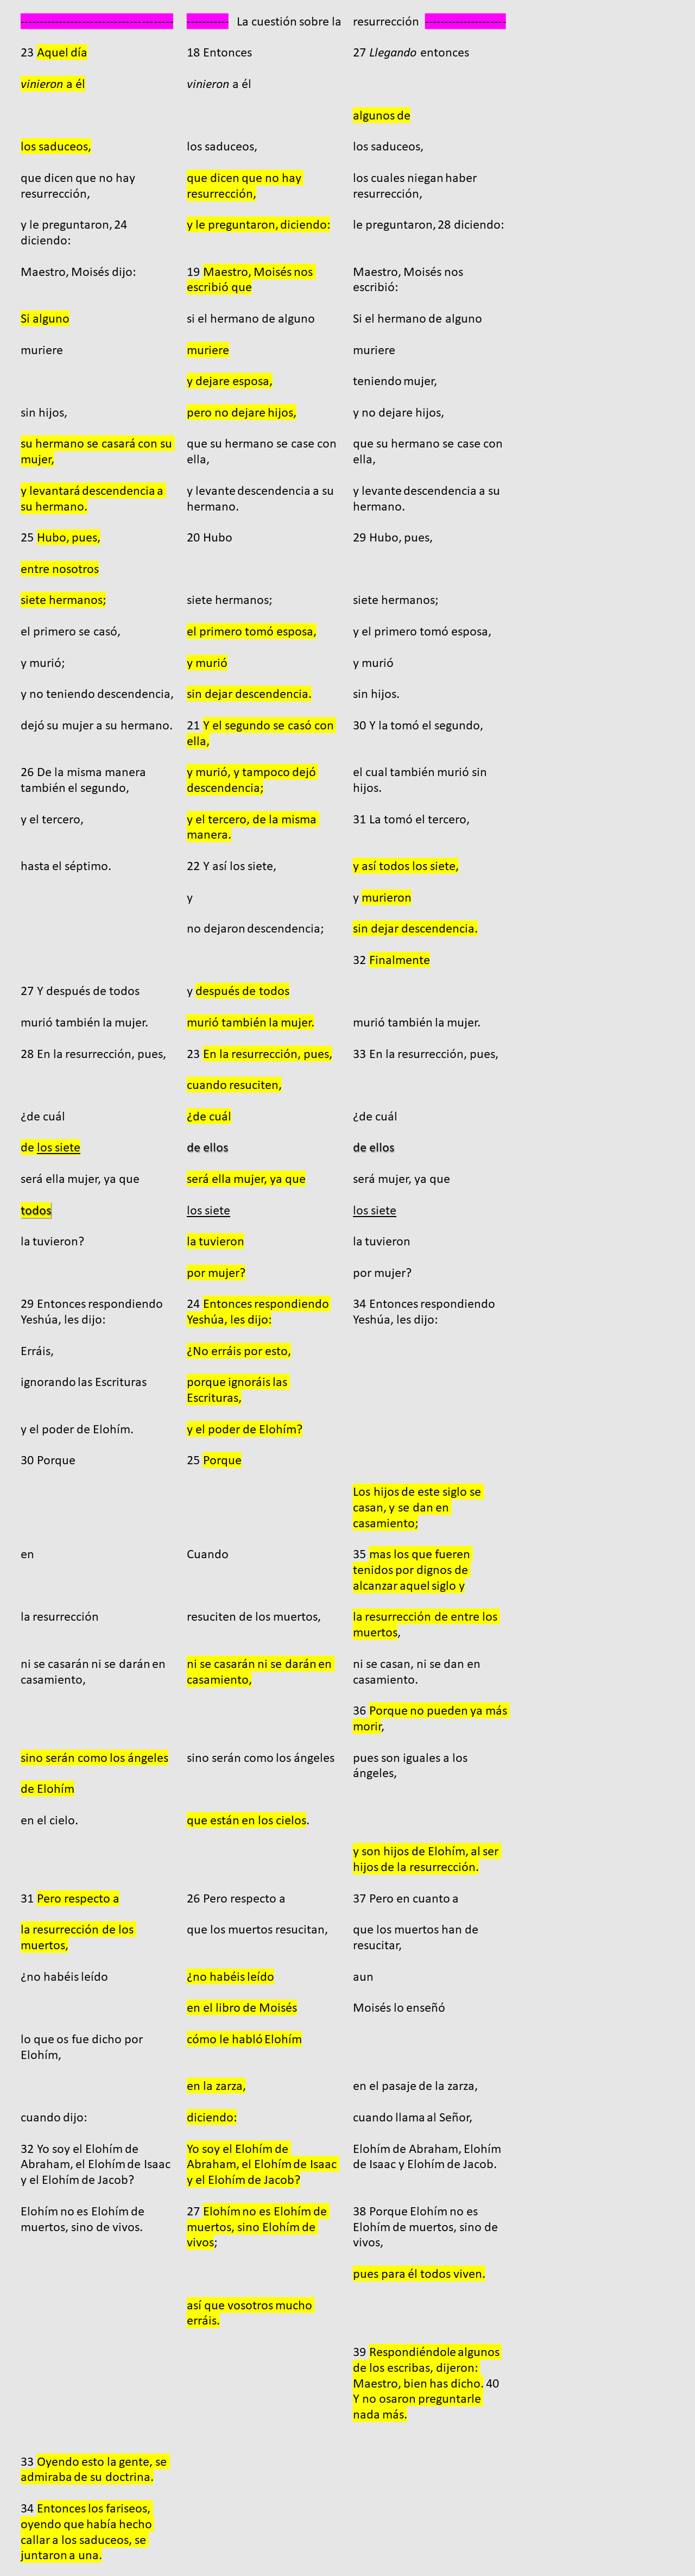 ---------------------------------------- ----------- La cuestión sobre la resurrección ---------------------
23 Aquel día
vinieron a él
los saduceos,
que dicen que no hay
resurrección,
y le preguntaron, 24
diciendo:
Maestro, Moisés dijo:
Si alguno
muriere
sin hijos,
su hermano se casará con su
mujer,
y levantará descendencia a
su hermano.
25 Hubo, pues,
entre nosotros
siete hermanos;
el primero se casó,
y murió;
y no teniendo descendencia,
dejó su mujer a su hermano.
26 De la misma manera
también el segundo,
y el tercero,
hasta el séptimo.
27 Y después de todos
murió también la mujer.
28 En la resurrección, pues,
¿de cuál
de los siete
será ella mujer, ya que
todos
la tuvieron?
29 Entonces respondiendo
Yeshúa, les dijo:
Erráis,
ignorando las Escrituras
y el poder de Elohím.
30 Porque
en
la resurrección
ni se casarán ni se darán en
casamiento,
sino serán como los ángeles
de Elohím
en el cielo.
31 Pero respecto a
la resurrección de los
muertos,
¿no habéis leído
lo que os fue dicho por
Elohím,
cuando dijo:
32 Yo soy el Elohím de
Abraham, el Elohím de Isaac
y el Elohím de Jacob?
Elohím no es Elohím de
muertos, sino de vivos.
33 Oyendo esto la gente, se
admiraba de su doctrina.
34 Entonces los fariseos,
oyendo que había hecho
callar a los saduceos, se
juntaron a una.
18 Entonces
vinieron a él
los saduceos,
que dicen que no hay
resurrección,
y le preguntaron, diciendo:
19 Maestro, Moisés nos
escribió que
si el hermano de alguno
muriere
y dejare esposa,
pero no dejare hijos,
que su hermano se case con
ella,
y levante descendencia a su
hermano.
20 Hubo
siete hermanos;
el primero tomó esposa,
y murió
sin dejar descendencia.
21 Y el segundo se casó con
ella,
y murió, y tampoco dejó
descendencia;
y el tercero, de la misma
manera.
22 Y así los siete,
y
no dejaron descendencia;
y después de todos
murió también la mujer.
23 En la resurrección, pues,
cuando resuciten,
¿de cuál
de ellos
será ella mujer, ya que
los siete
la tuvieron
por mujer?
24 Entonces respondiendo
Yeshúa, les dijo:
¿No erráis por esto,
porque ignoráis las
Escrituras,
y el poder de Elohím?
25 Porque
Cuando
resuciten de los muertos,
ni se casarán ni se darán en
casamiento,
sino serán como los ángeles
que están en los cielos.
26 Pero respecto a
que los muertos resucitan,
¿no habéis leído
en el libro de Moisés
cómo le habló Elohím
en la zarza,
diciendo:
Yo soy el Elohím de
Abraham, el Elohím de Isaac
y el Elohím de Jacob?
27 Elohím no es Elohím de
muertos, sino Elohím de
vivos;
así que vosotros mucho
erráis.
27 Llegando entonces
algunos de
los saduceos,
los cuales niegan haber
resurrección,
le preguntaron, 28 diciendo:
Maestro, Moisés nos
escribió:
Si el hermano de alguno
muriere
teniendo mujer,
y no dejare hijos,
que su hermano se case con
ella,
y levante descendencia a su
hermano.
29 Hubo, pues,
siete hermanos;
y el primero tomó esposa,
y murió
sin hijos.
30 Y la tomó el segundo,
el cual también murió sin
hijos.
31 La tomó el tercero,
y así todos los siete,
y murieron
sin dejar descendencia.
32 Finalmente
murió también la mujer.
33 En la resurrección, pues,
¿de cuál
de ellos
será mujer, ya que
los siete
la tuvieron
por mujer?
34 Entonces respondiendo
Yeshúa, les dijo:
Los hijos de este siglo se
casan, y se dan en
casamiento;
35 mas los que fueren
tenidos por dignos de
alcanzar aquel siglo y
la resurrección de entre los
muertos,
ni se casan, ni se dan en
casamiento.
36 Porque no pueden ya más
morir,
pues son iguales a los
ángeles,
y son hijos de Elohím, al ser
hijos de la resurrección.
37 Pero en cuanto a
que los muertos han de
resucitar,
aun
Moisés lo enseñó
en el pasaje de la zarza,
cuando llama al Señor,
Elohím de Abraham, Elohím
de Isaac y Elohím de Jacob.
38 Porque Elohím no es
Elohím de muertos, sino de
vivos,
pues para él todos viven.
39 Respondiéndole algunos
de los escribas, dijeron:
Maestro, bien has dicho. 40
Y no osaron preguntarle
nada más.